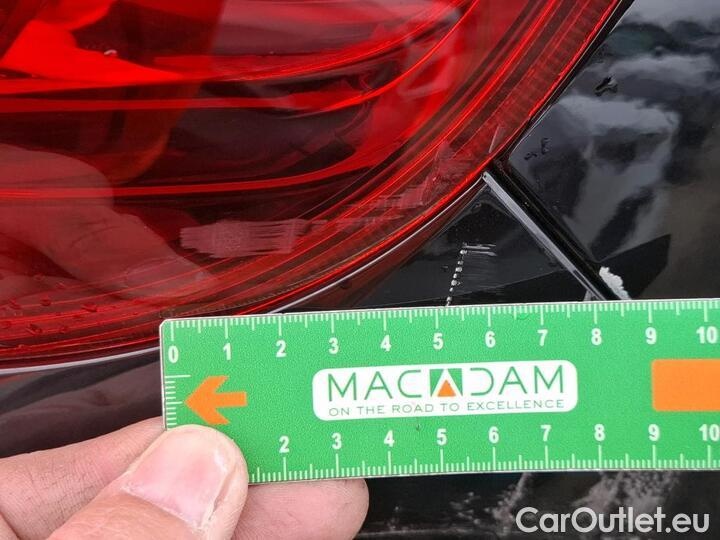 0 1 2 3 4 5 6 7 8 9 10
MACADAM
ON THE ROAD TO EXCELLENCE
2 3 4 5 6 7 8 9 10
CarOutlet.eu